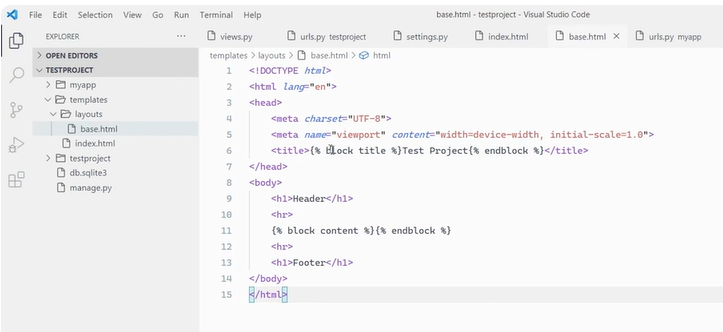 File Edit Selection View Go Run Terminal Help base.html - testproject - Visual Studio Code
EXPLORER ...
OPEN EDITORS
TESTPROJECT
myapp
templates
layouts
base.html
index.html
testproject
db.sqlite3
manage.py
views.py urls.py testproject settings.py index.html base.html urls.py myapp
templates > layouts > base.html > html
1 <!DOCTYPE html>
2 <html lang="en">
3 <head>
4 <meta charset="UTF-8">
5 <meta name="viewport" content="width=device-width, initial-scale=1.0">
6 <title>{% block title %}Test Project{% endblock %}</title>
7 </head>
8 <body>
9 <h1>Header</h1>
10 <hr>
11 {% block content %}{% endblock %}
12 <hr>
13 <h1>Footer</h1>
14 </body>
15 </html>